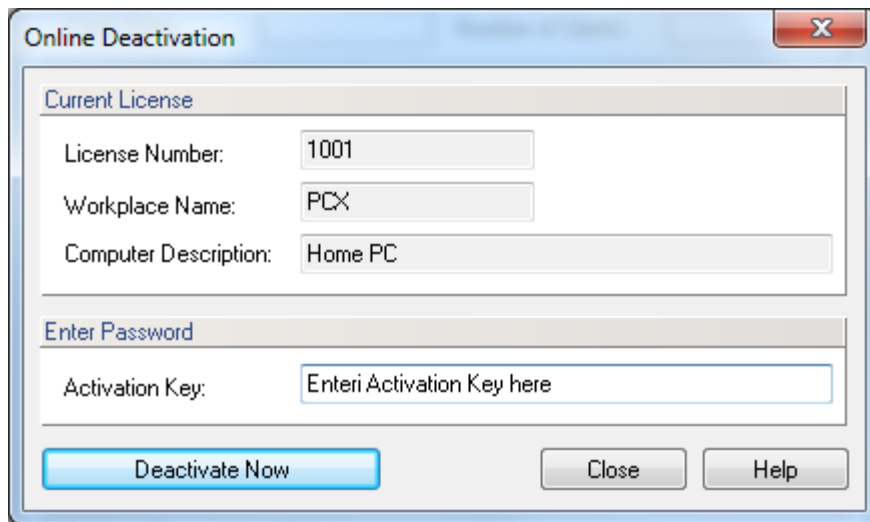 Online Deactivation
Current License
License Number: 1001
Workplace Name: PCX
Computer Description: Home PC
Enter Password
Activation Key: Enteri Activation Key here
Deactivate Now Close Help